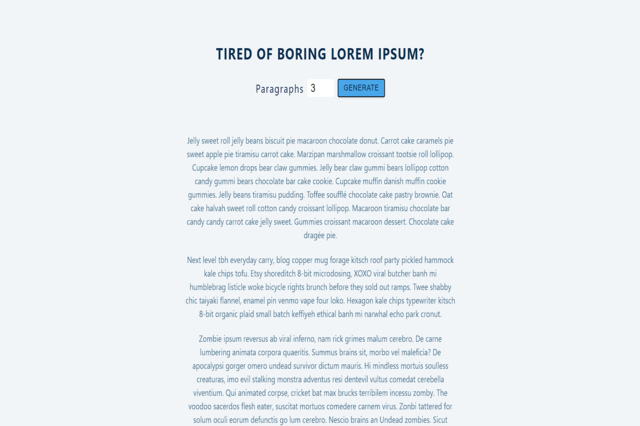 TIRED OF BORING LOREM IPSUM?
Paragraphs 3 GENERATE
Jelly sweet roll jelly beans biscuit pie macaroon chocolate donut. Carrot cake caramels pie
sweet apple pie tiramisu carrot cake. Marzipan marshmallow croissant tootsie roll lollipop.
Cupcake lemon drops bear claw gummies. Jelly bear claw gummi bears lollipop cotton
candy gummi bears chocolate bar cake cookie. Cupcake muffin danish muffin cookie
gummies. Jelly beans tiramisu pudding. Toffee soufflé chocolate cake pastry brownie. Oat
cake halvah sweet roll cotton candy croissant lollipop. Macaroon tiramisu chocolate bar
candy candy carrot cake jelly sweet. Gummies croissant macaroon dessert. Chocolate cake
dragée pie.
Next level tbh everyday carry, blog copper mug forage kitsch roof party pickled hammock
kale chips tofu. Etsy shoreditch 8-bit microdosing, XOXO viral butcher banh mi
humblebrag listicle woke bicycle rights brunch before they sold out ramps. Twee shabby
chic taiyaki flannel, enamel pin venmo vape four loko. Hexagon kale chips typewriter kitsch
8-bit organic plaid small batch keffiyeh ethical banh mi narwhal echo park cronut.
Zombie ipsum reversus ab viral inferno, nam rick grimes malum cerebro. De carne
lumbering animata corpora quaeritis. Summus brains sit, morbo vel maleficia? De
apocalypsi gorger omero undead survivor dictum mauris. Hi mindless mortuis soulless
creaturas, imo evil stalking monstra adventus resi dentevil vultus comedat cerebella
viventium. Qui animated corpse, cricket bat max brucks terribilem incessu zomby. The
voodoo sacerdos flesh eater, suscitat mortuos comedere carnem virus. Zonbi tattered for
solum oculi eorum defunctis go lum cerebro. Nescio brains an Undead zombies. Sicut